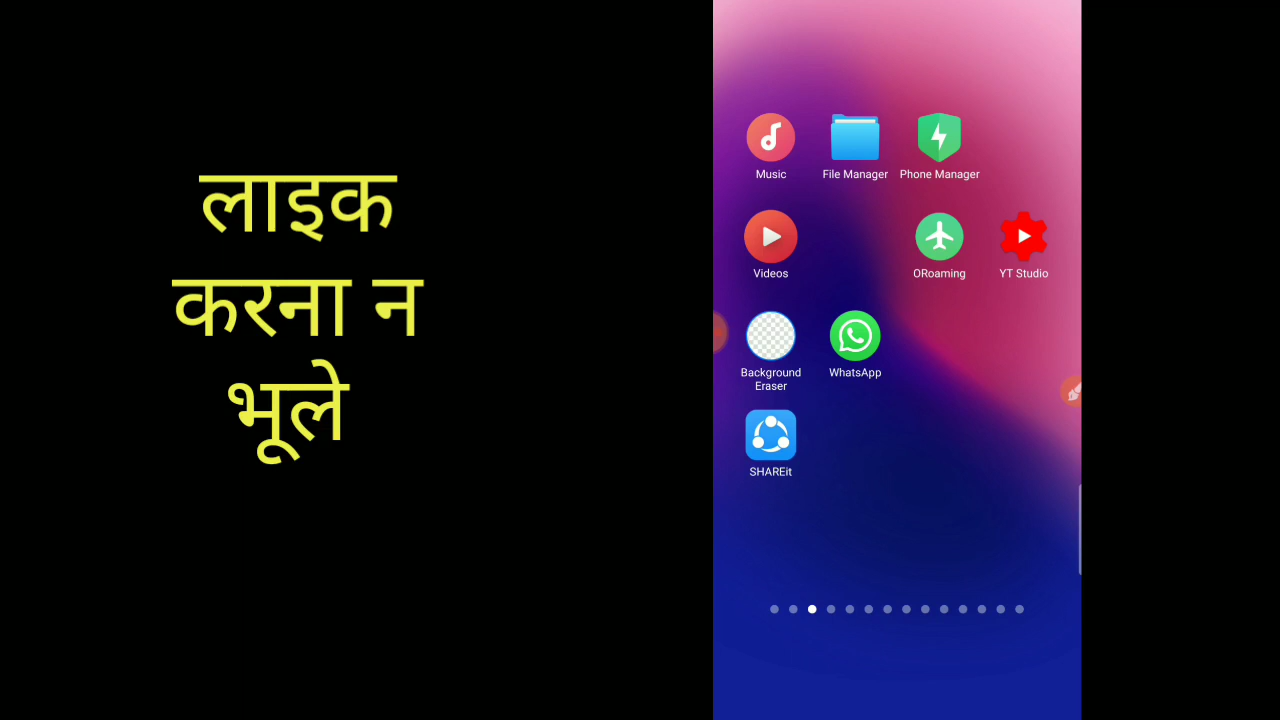 लाइक
करना न
भूले
Music
File Manager
Phone Manager
Videos
ORoaming
YT Studio
Background
Eraser
WhatsApp
SHAREit